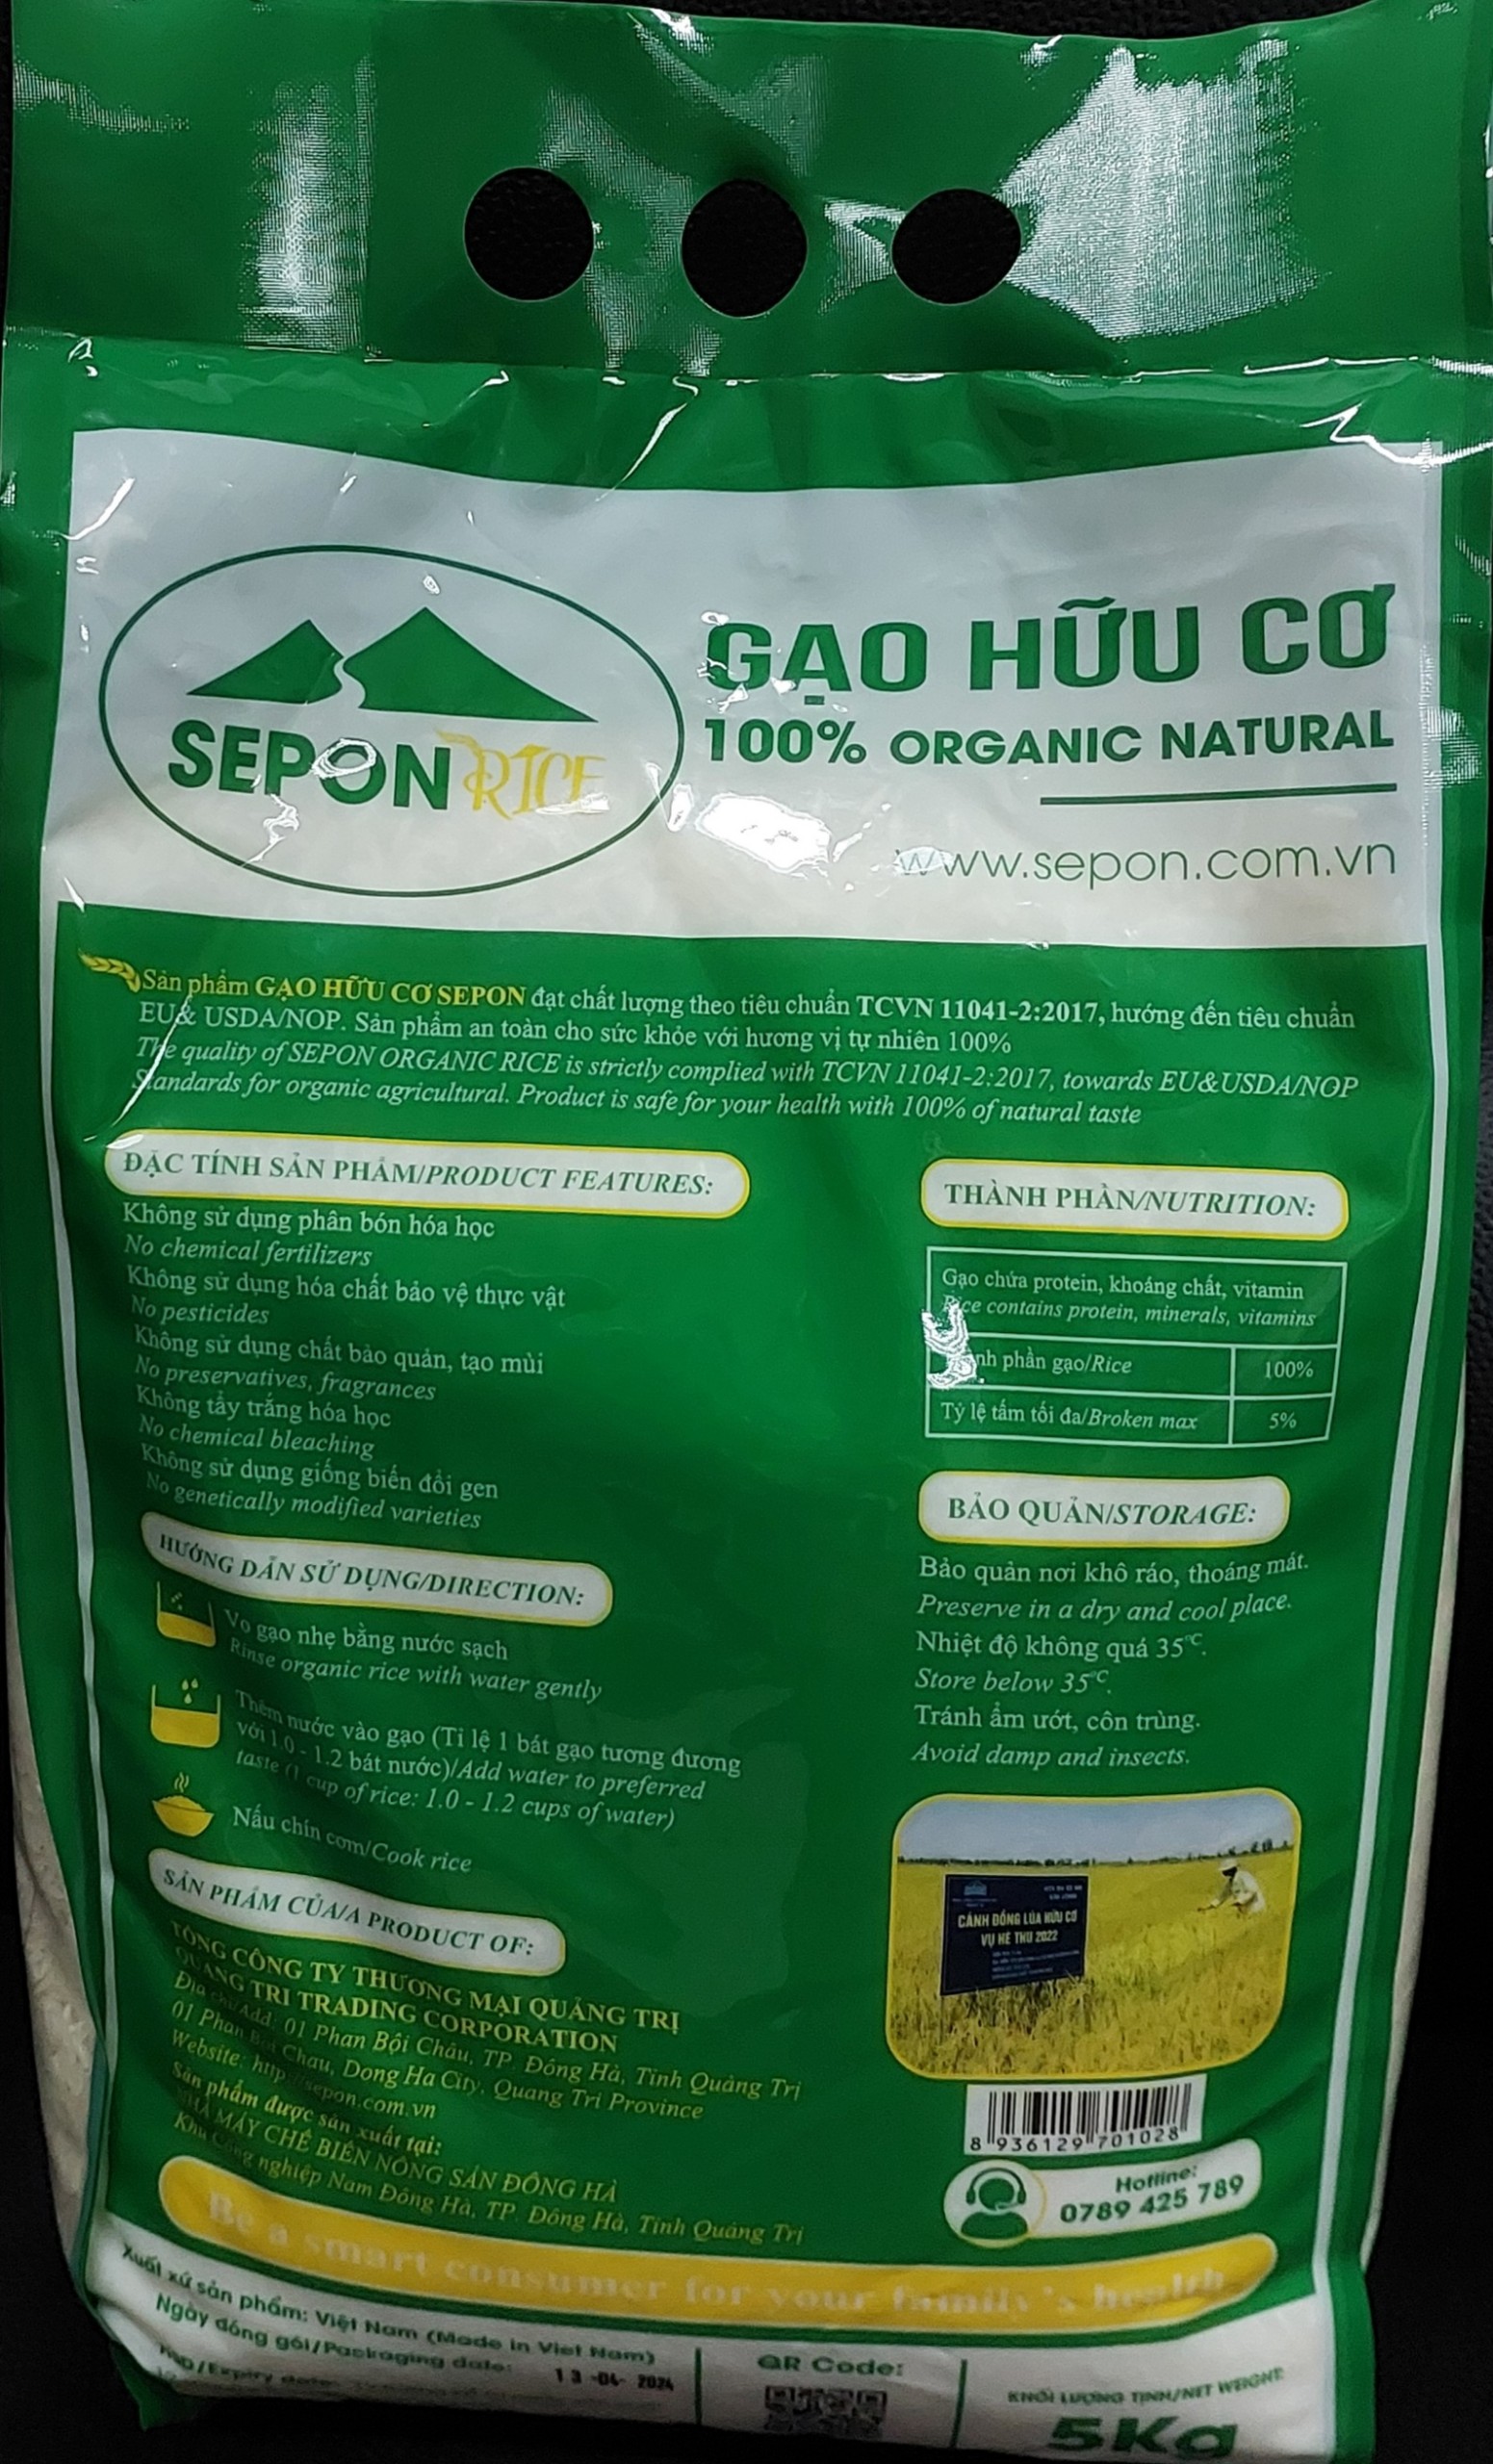 SEPON RICE
GẠO HỮU CƠ
100% ORGANIC NATURAL
www.sepon.com.vn
Sản phẩm GẠO HỮU CƠ SEPON đạt chất lượng theo tiêu chuẩn TCVN 11041-2:2017, hướng đến tiêu chuẩn
EU& USDA/NOP. Sản phẩm an toàn cho sức khỏe với hương vị tự nhiên 100%
The quality of SEPON ORGANIC RICE is strictly complied with TCVN 11041-2:2017, towards EU&USDA/NOP
Standards for organic agricultural. Product is safe for your health with 100% of natural taste
ĐẶC TÍNH SẢN PHẨM/PRODUCT FEATURES:
Không sử dụng phân bón hóa học
No chemical fertilizers
Không sử dụng hóa chất bảo vệ thực vật
No pesticides
Không sử dụng chất bảo quản, tạo mùi
No preservatives, fragrances
Không tẩy trắng hóa học
No chemical bleaching
Không sử dụng giống biến đổi gen
No genetically modified varieties
HƯỚNG DẪN SỬ DỤNG/DIRECTION:
Vo gạo nhẹ bằng nước sạch
Rinse organic rice with water gently
Thêm nước vào gạo (Tỉ lệ 1 bát gạo tương đương
với 1.0 - 1.2 bát nước)/Add water to preferred
taste (1 cup of rice: 1.0 - 1.2 cups of water)
Nấu chín cơm/Cook rice
SẢN PHẨM CỦA/A PRODUCT OF:
TỔNG CÔNG TY THƯƠNG MẠI QUẢNG TRỊ
QUANG TRI TRADING CORPORATION
Địa chỉ/Add: 01 Phan Bội Châu, TP. Đông Hà, Tỉnh Quảng Trị
01 Phan Boi Chau, Dong Ha City, Quang Tri Province
Website: http://sepon.com.vn
Sản phẩm được sản xuất tại:
NHÀ MÁY CHẾ BIẾN NÔNG SẢN ĐÔNG HÀ
Khu Công nghiệp Nam Đông Hà, TP. Đông Hà, Tỉnh Quảng Trị
THÀNH PHẦN/NUTRITION:
Gạo chứa protein, khoáng chất, vitamin
Rice contains protein, minerals, vitamins
phần gạo/Rice 100%
Tỷ lệ tấm tối đa/Broken max 5%
BẢO QUẢN/STORAGE:
Bảo quản nơi khô ráo, thoáng mát.
Preserve in a dry and cool place.
Nhiệt độ không quá 35℃.
Store below 35℃.
Tránh ẩm ướt, côn trùng.
Avoid damp and insects.
CÁNH ĐỒNG LÚA HỮU CƠ
VỤ HÈ THU 2022
8 936129 701028
Hotline:
0789 425 789
Be a smart consumer for your family's health
Xuất xứ sản phẩm: Việt Nam (Made in Viet Nam)
Ngày đóng gói/Packaging date: 13 -04- 2024
HSD/Expiry date:
QR Code:
KHỐI LƯỢNG TỊNH/NET WEIGHT:
5Kg